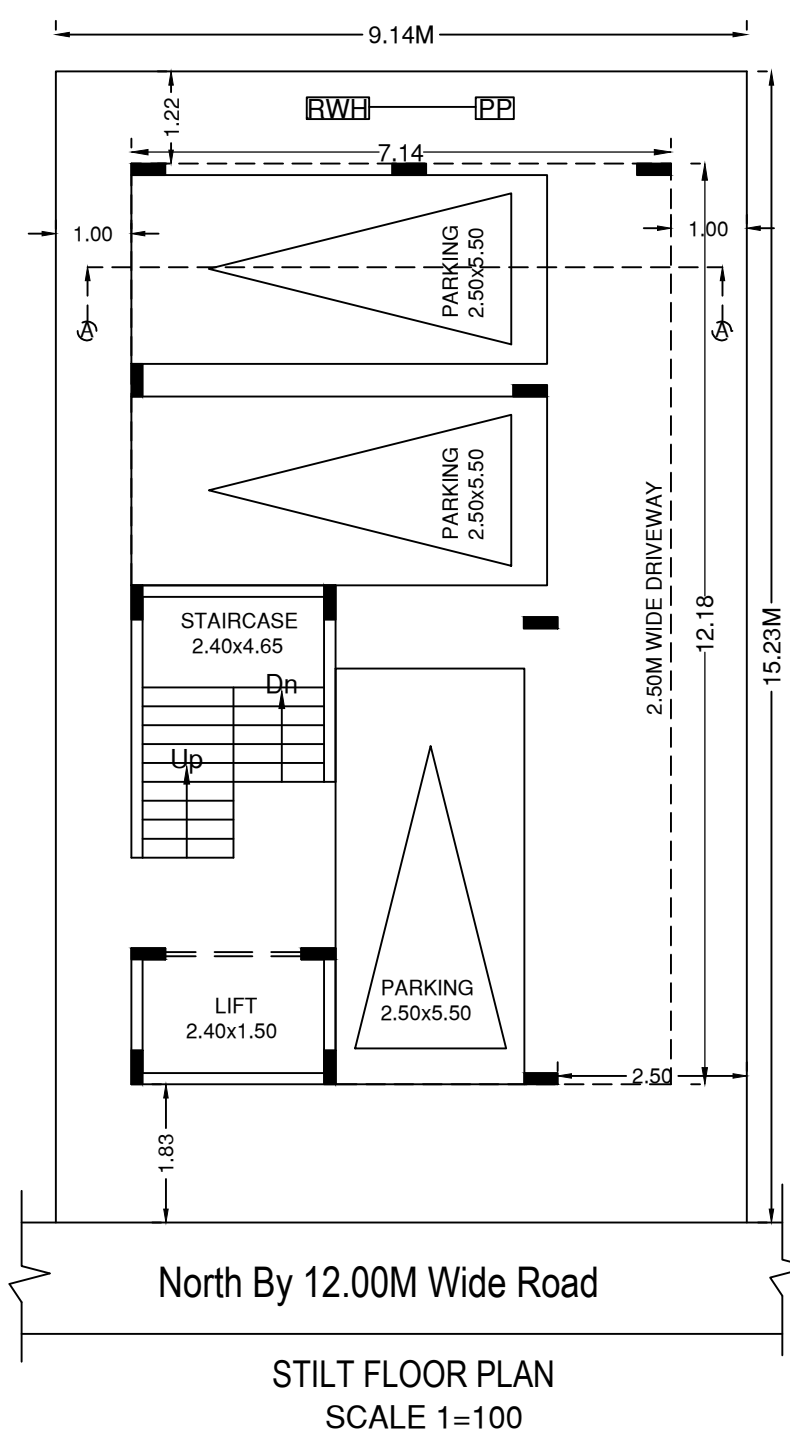 9.14M
1.22
RWH
PP
7.14
1.00
1.00
PARKING
2.50x5.50
A
A
PARKING
2.50x5.50
2.50M WIDE DRIVEWAY
12.18
15.23M
STAIRCASE
2.40x4.65
Dn
Up
LIFT
2.40x1.50
PARKING
2.50x5.50
2.50
1.83
North By 12.00M Wide Road
STILT FLOOR PLAN
SCALE 1=100